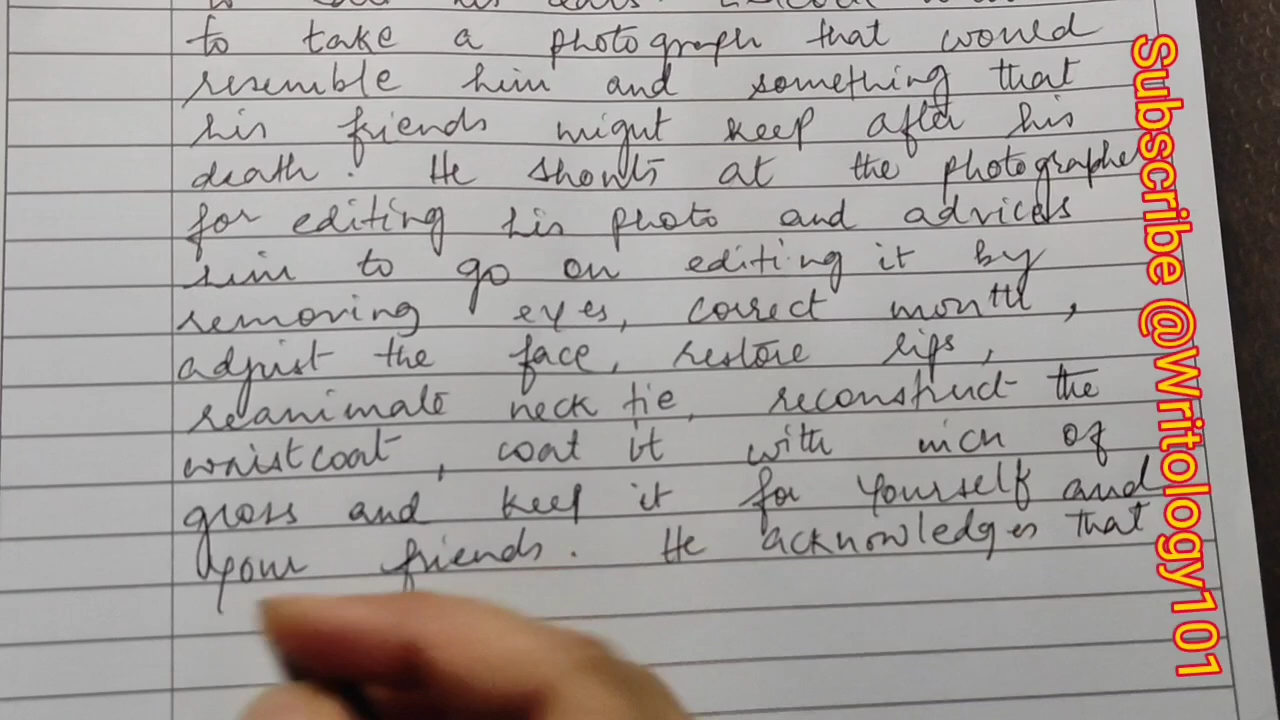 to take a photograph that would
resemble him and something that
his friends might keep after his
death. He shouts at the photographe
for editing his photo and advices
him to go on editing it by
removing eyes, correct mouth,
adjust the face, restore lips,
reanimate neck tie, reconstruct the
waistcoat, coat it with inch of
gross and keep it for yourself and
your friends. He acknowledges that
Subscribe @Writology101